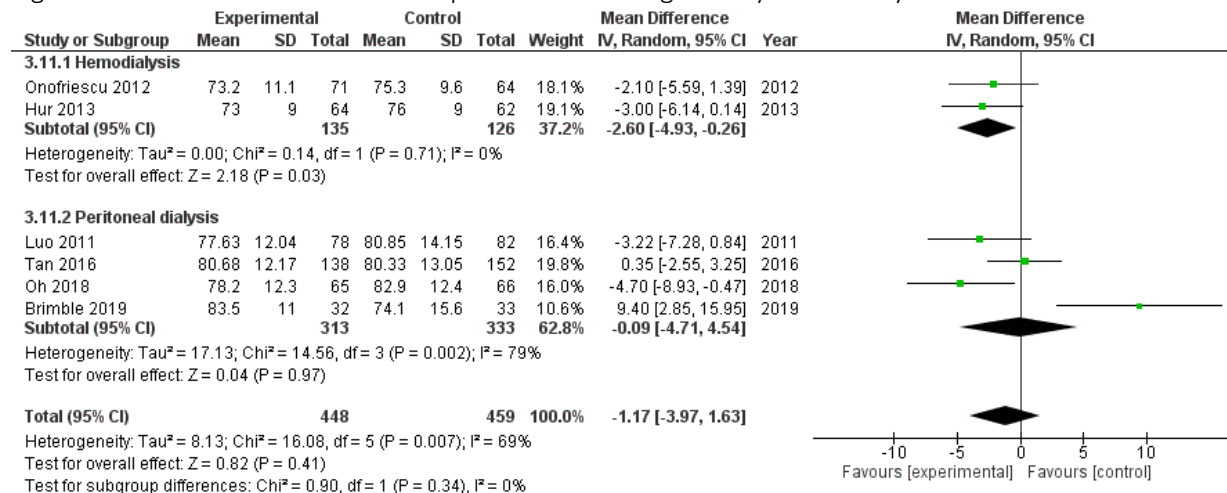 Experimental Control Mean Difference Mean Difference
Study or Subgroup Mean SD Total Mean SD Total Weight IV, Random, 95% CI Year IV, Random, 95% CI
3.11.1 Hemodialysis
Onofriescu 2012 73.2 11.1 71 75.3 9.6 64 18.1% -2.10 [-5.59, 1.39] 2012
Hur 2013 73 9 64 76 9 62 19.1% -3.00 [-6.14, 0.14] 2013
Subtotal (95% CI) 135 126 37.2% -2.60 [-4.93, -0.26]
Heterogeneity: Tau² = 0.00; Chi² = 0.14, df = 1 (P = 0.71); I² = 0%
Test for overall effect: Z = 2.18 (P = 0.03)
3.11.2 Peritoneal dialysis
Luo 2011 77.63 12.04 78 80.85 14.15 82 16.4% -3.22 [-7.28, 0.84] 2011
Tan 2016 80.68 12.17 138 80.33 13.05 152 19.8% 0.35 [-2.55, 3.25] 2016
Oh 2018 78.2 12.3 65 82.9 12.4 66 16.0% -4.70 [-8.93, -0.47] 2018
Brimble 2019 83.5 11 32 74.1 15.6 33 10.6% 9.40 [2.85, 15.95] 2019
Subtotal (95% CI) 313 333 62.8% -0.09 [-4.71, 4.54]
Heterogeneity: Tau² = 17.13; Chi² = 14.56, df = 3 (P = 0.002); I² = 79%
Test for overall effect: Z = 0.04 (P = 0.97)
Total (95% CI) 448 459 100.0% -1.17 [-3.97, 1.63]
Heterogeneity: Tau² = 8.13; Chi² = 16.08, df = 5 (P = 0.007); I² = 69%
Test for overall effect: Z = 0.82 (P = 0.41)
Test for subgroup differences: Chi² = 0.90, df = 1 (P = 0.34), I² = 0%
-10 -5 0 5 10
Favours [experimental] Favours [control]